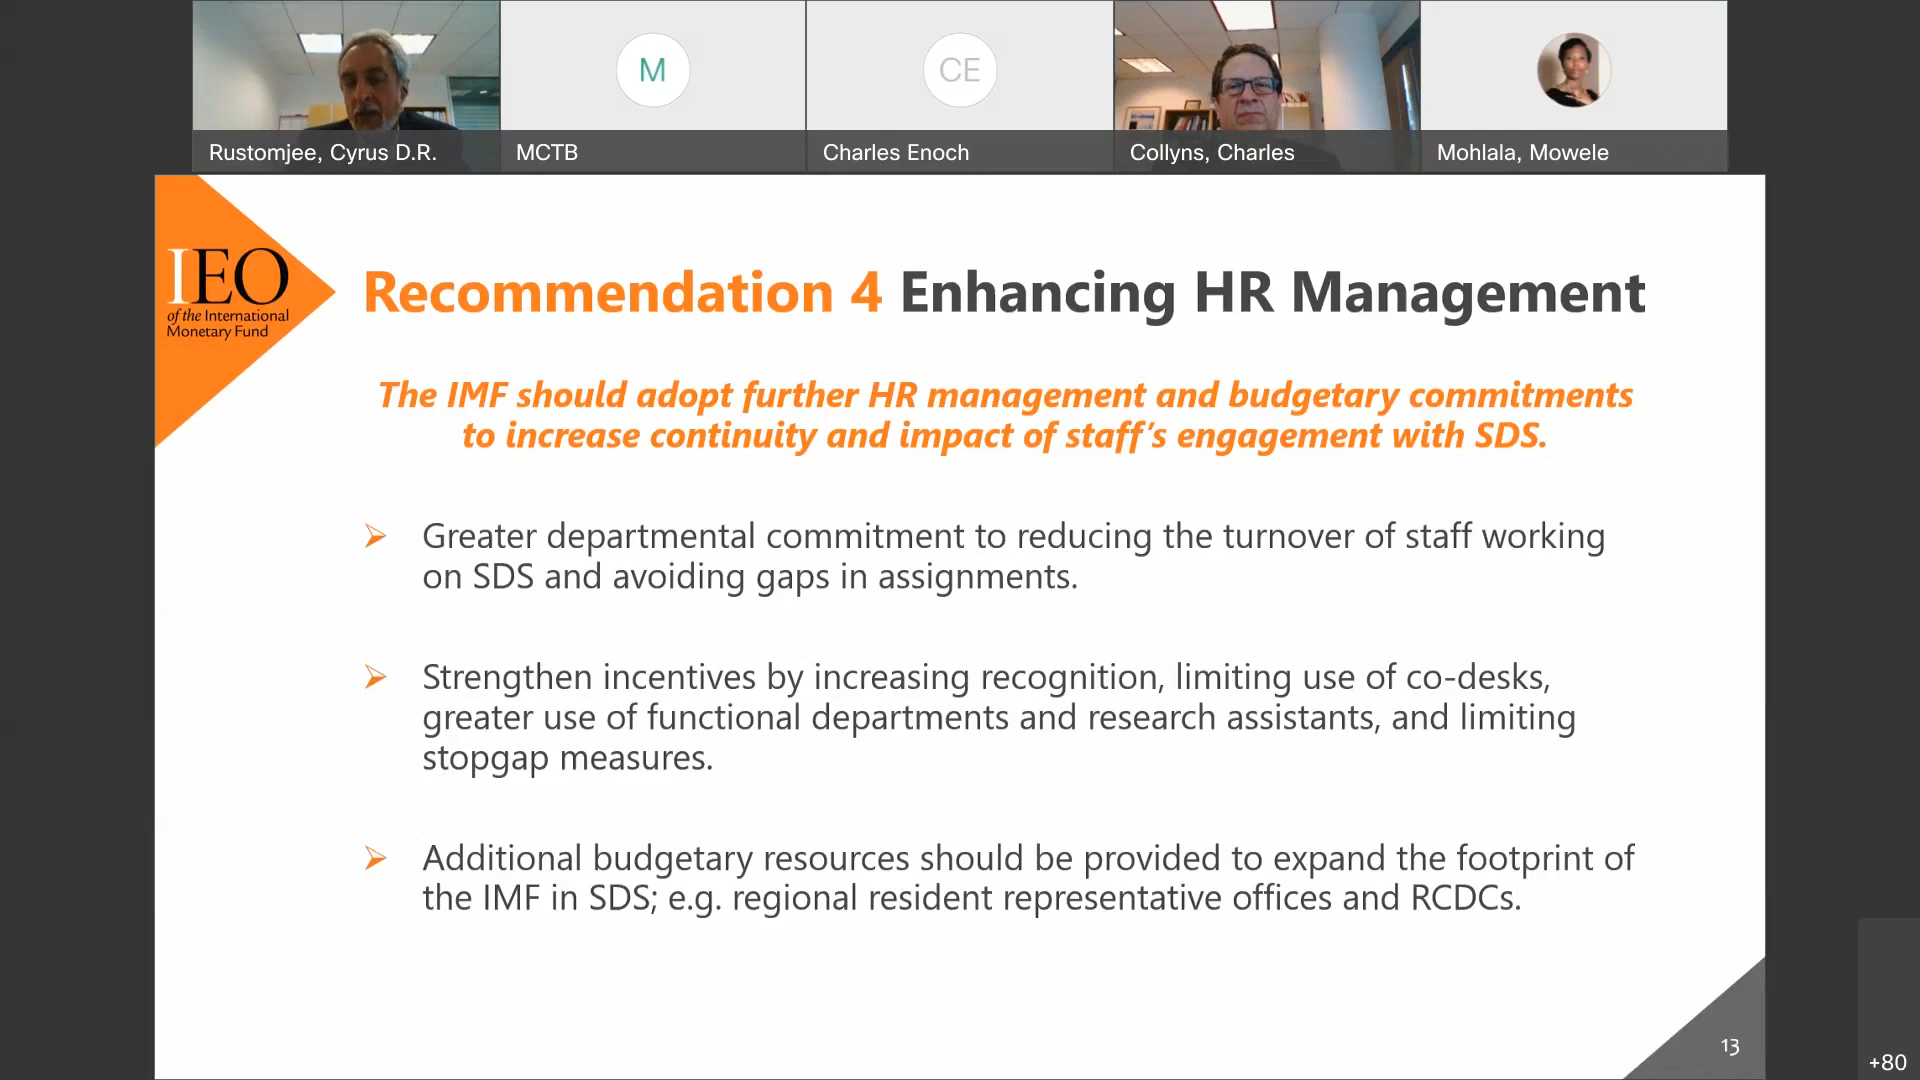 M
CE
Rustomjee, Cyrus D.R.
MCTB
Charles Enoch
Collyns, Charles
Mohlala, Mowele
IEO
of the International
Monetary Fund
Recommendation 4 Enhancing HR Management
The IMF should adopt further HR management and budgetary commitments
to increase continuity and impact of staff’s engagement with SDS.
Greater departmental commitment to reducing the turnover of staff working
on SDS and avoiding gaps in assignments.
Strengthen incentives by increasing recognition, limiting use of co-desks,
greater use of functional departments and research assistants, and limiting
stopgap measures.
Additional budgetary resources should be provided to expand the footprint of
the IMF in SDS; e.g. regional resident representative offices and RCDCs.
13
+80